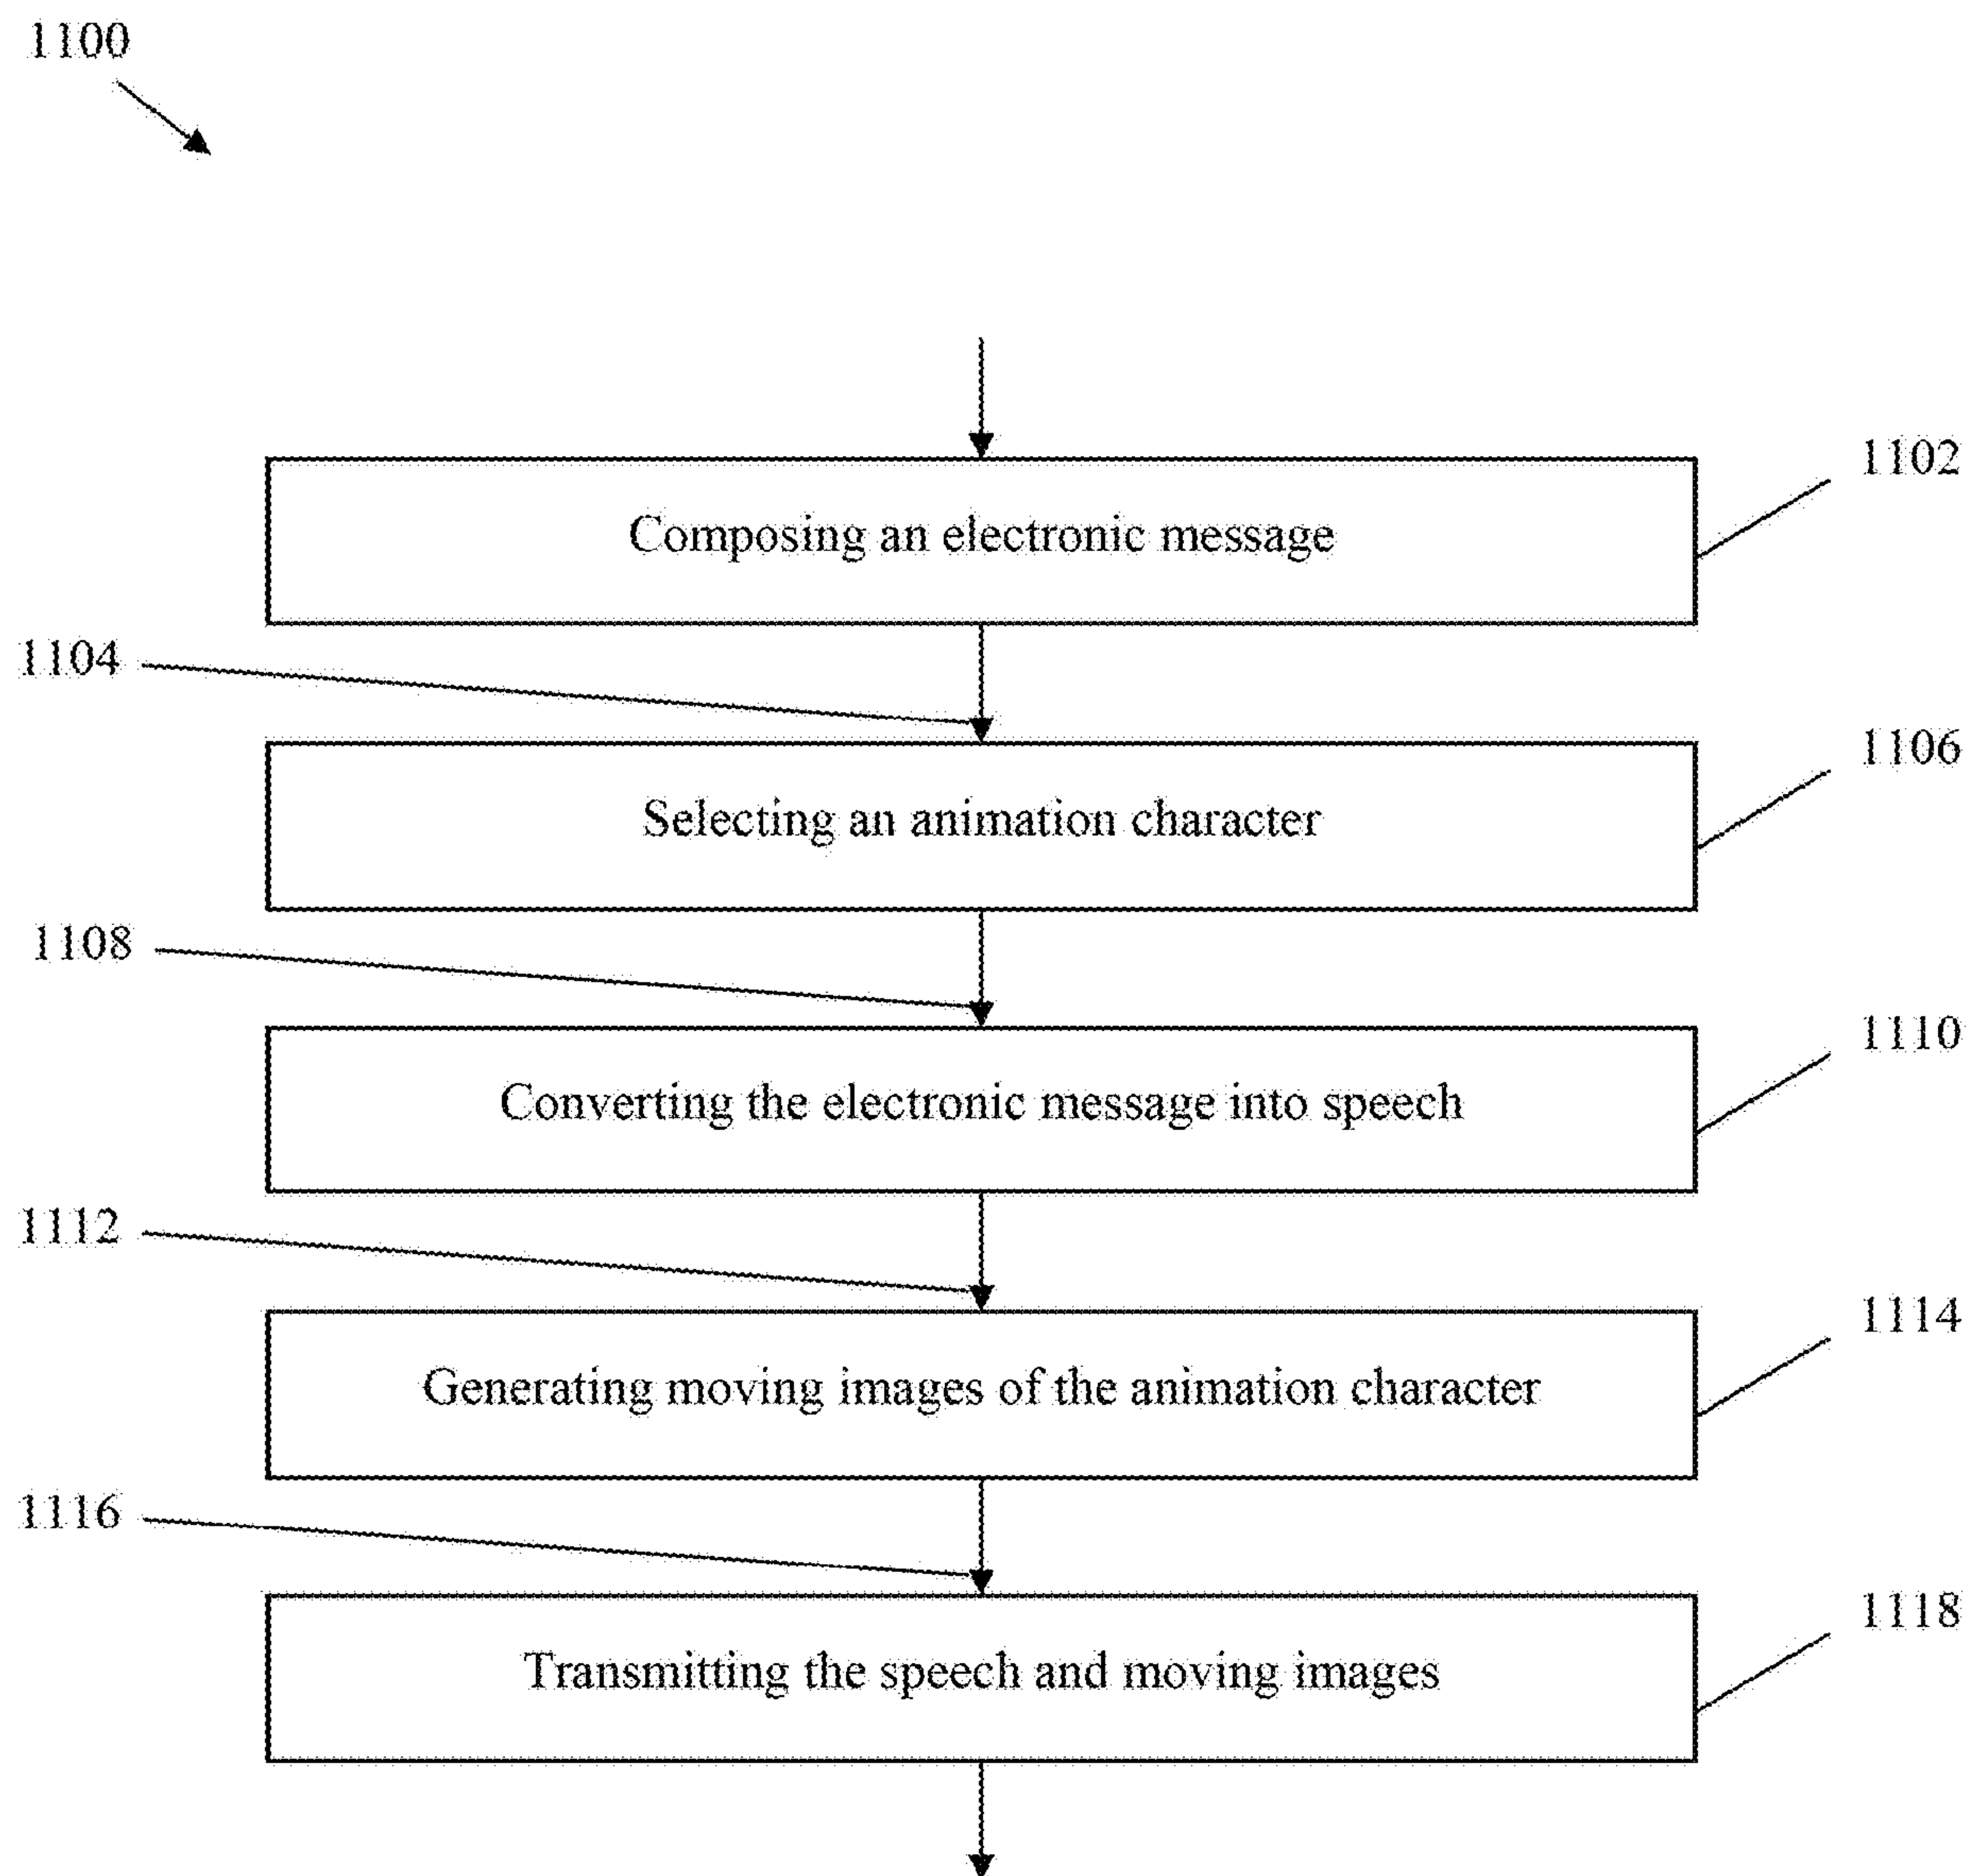 1100
1102
Composing an electronic message
1104
1106
Selecting an animation character
1108
1110
Converting the electronic message into speech
1112
1114
Generating moving images of the animation character
1116
1118
Transmitting the speech and moving images